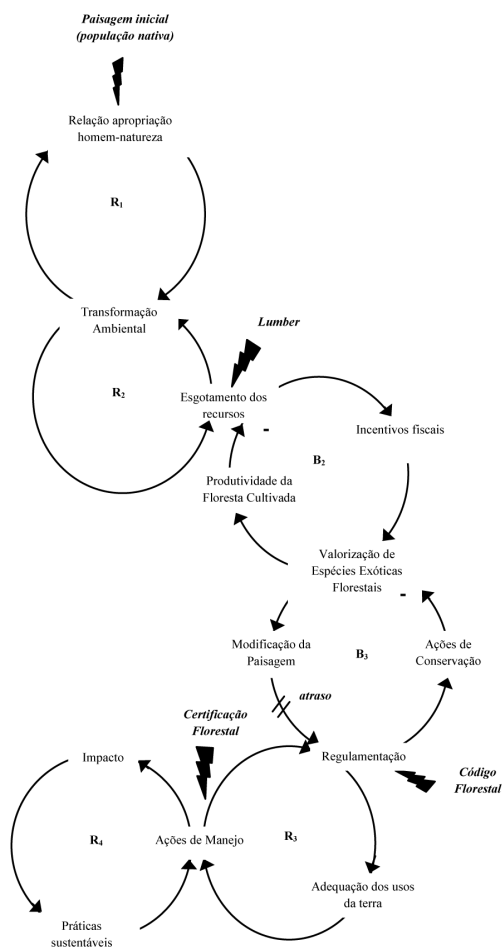 Paisagem inicial
(população nativa)
Relação apropriação
homem-natureza
R1
Transformação
Ambiental
Lumber
R2
Esgotamento dos
recursos
-
Incentivos fiscais
B2
Produtividade da
Floresta Cultivada
Valorização de
Espécies Exóticas
Florestais
-
Modificação da
Paisagem
B3
Ações de
Conservação
atraso
Certificação
Florestal
Impacto
Regulamentação
Código
Florestal
R4
Ações de Manejo
R3
Adequação dos usos
da terra
Práticas
sustentáveis